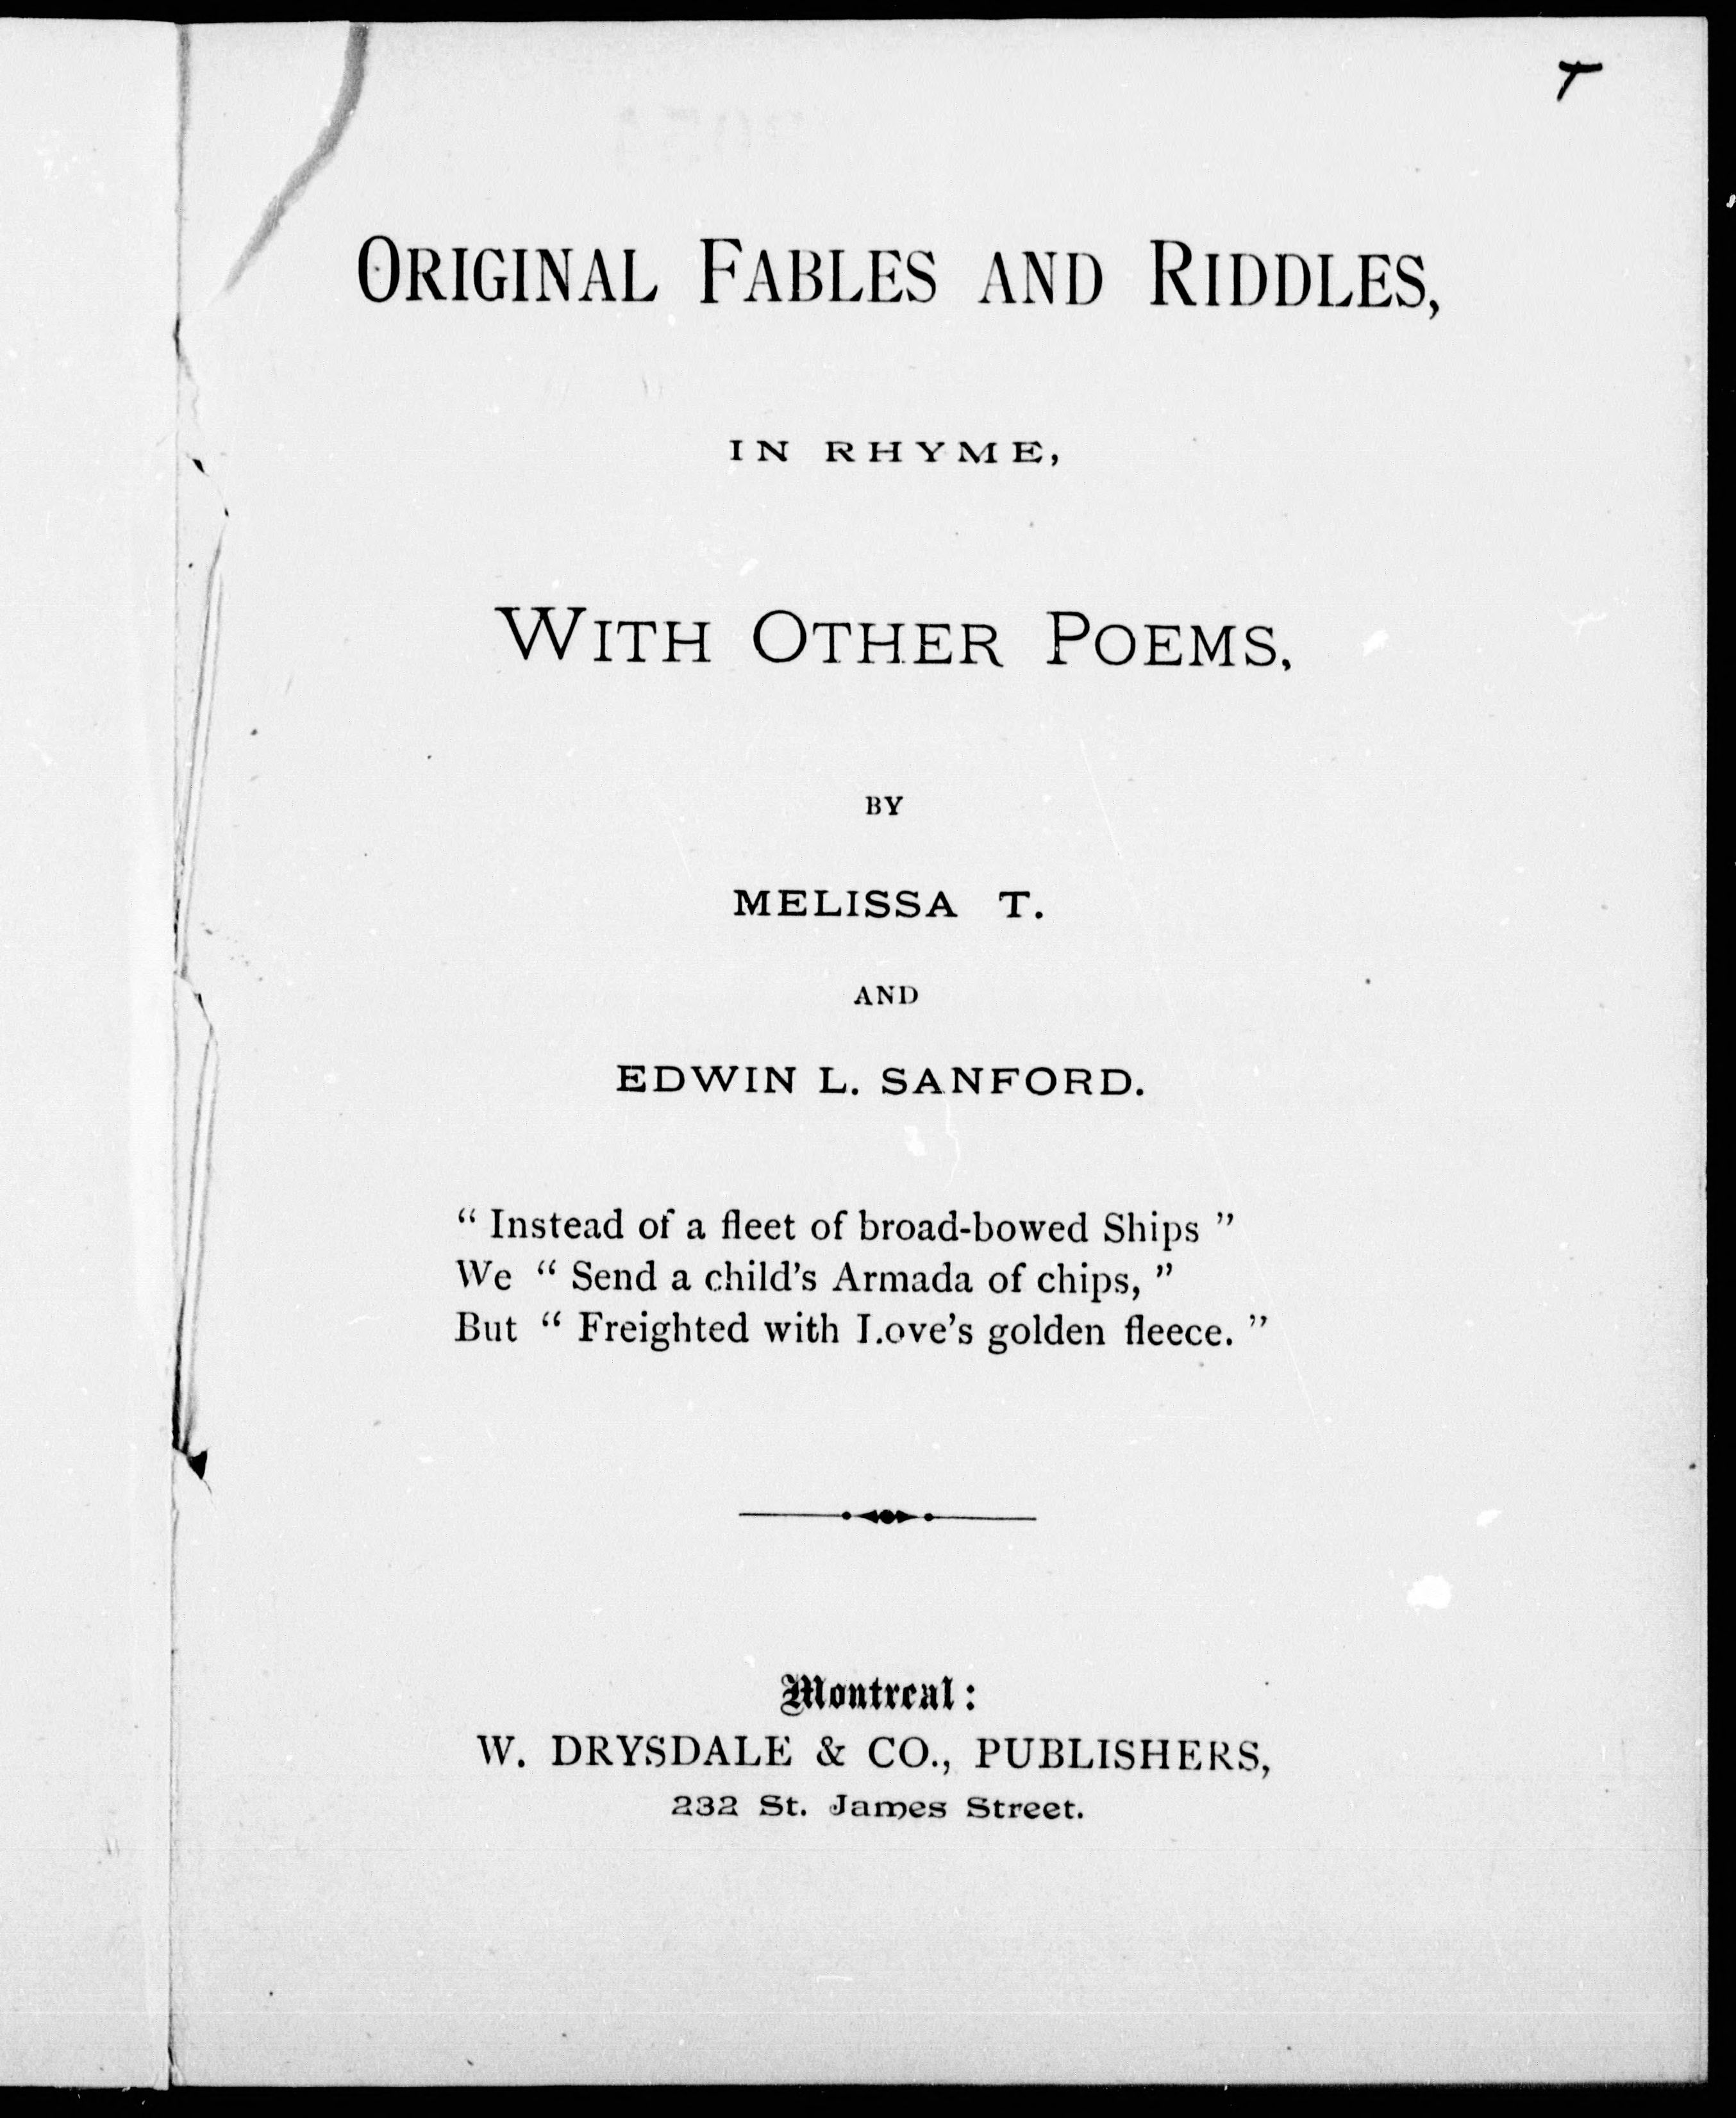 ORIGINAL FABLES AND RIDDLES,
IN RHYME,
WITH OTHER POEMS,
BY
MELISSA T.
AND
EDWIN L. SANFORD.
“ Instead of a fleet of broad-bowed Ships ”
We “ Send a child's Armada of chips, ”
But “ Freighted with Love's golden fleece. ”
Montreal:
W. DRYSDALE & CO., PUBLISHERS,
232 St. James Street.